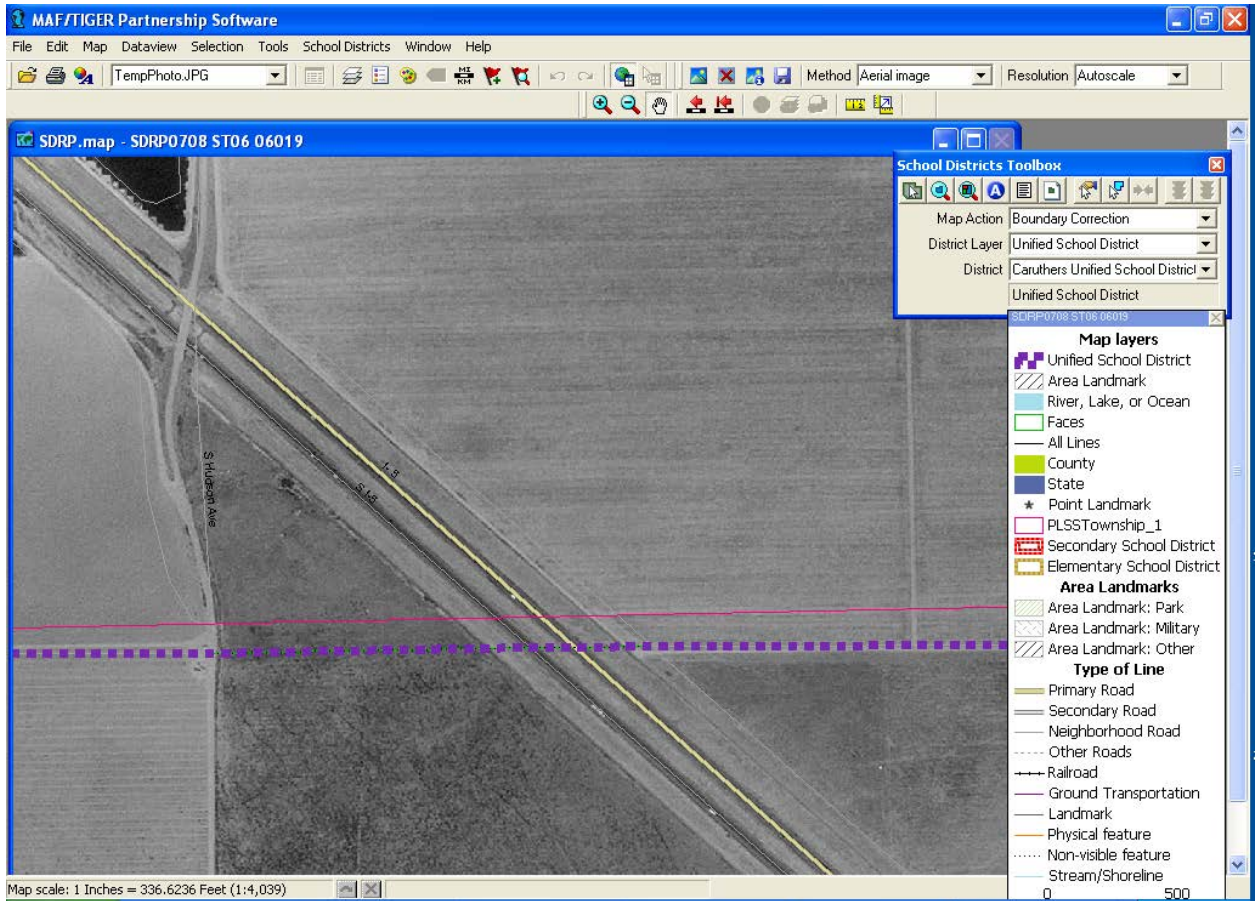 MAF/TIGER Partnership Software
File Edit Map Dataview Selection Tools School Districts Window Help
TempPhoto.JPG MI KM Method Aerial image Resolution Autoscale
SDRP.map - SDRP0708 ST06 06019
School Districts Toolbox
Map Action Boundary Correction
District Layer Unified School District
District Caruthers Unified School District
Unified School District
SDRP0708 ST06 06019
Map layers
Unified School District
Area Landmark
River, Lake, or Ocean
Faces
All Lines
County
State
Point Landmark
PLSSTownship_1
Secondary School District
Elementary School District
Area Landmarks
Area Landmark: Park
Area Landmark: Military
Area Landmark: Other
Type of Line
Primary Road
Secondary Road
Neighborhood Road
Other Roads
Railroad
Ground Transportation
Landmark
Physical feature
Non-visible feature
Stream/Shoreline
0 500
S Hudson Ave
I- 5
S I-5
Map scale: 1 Inches = 336.6236 Feet (1:4,039)